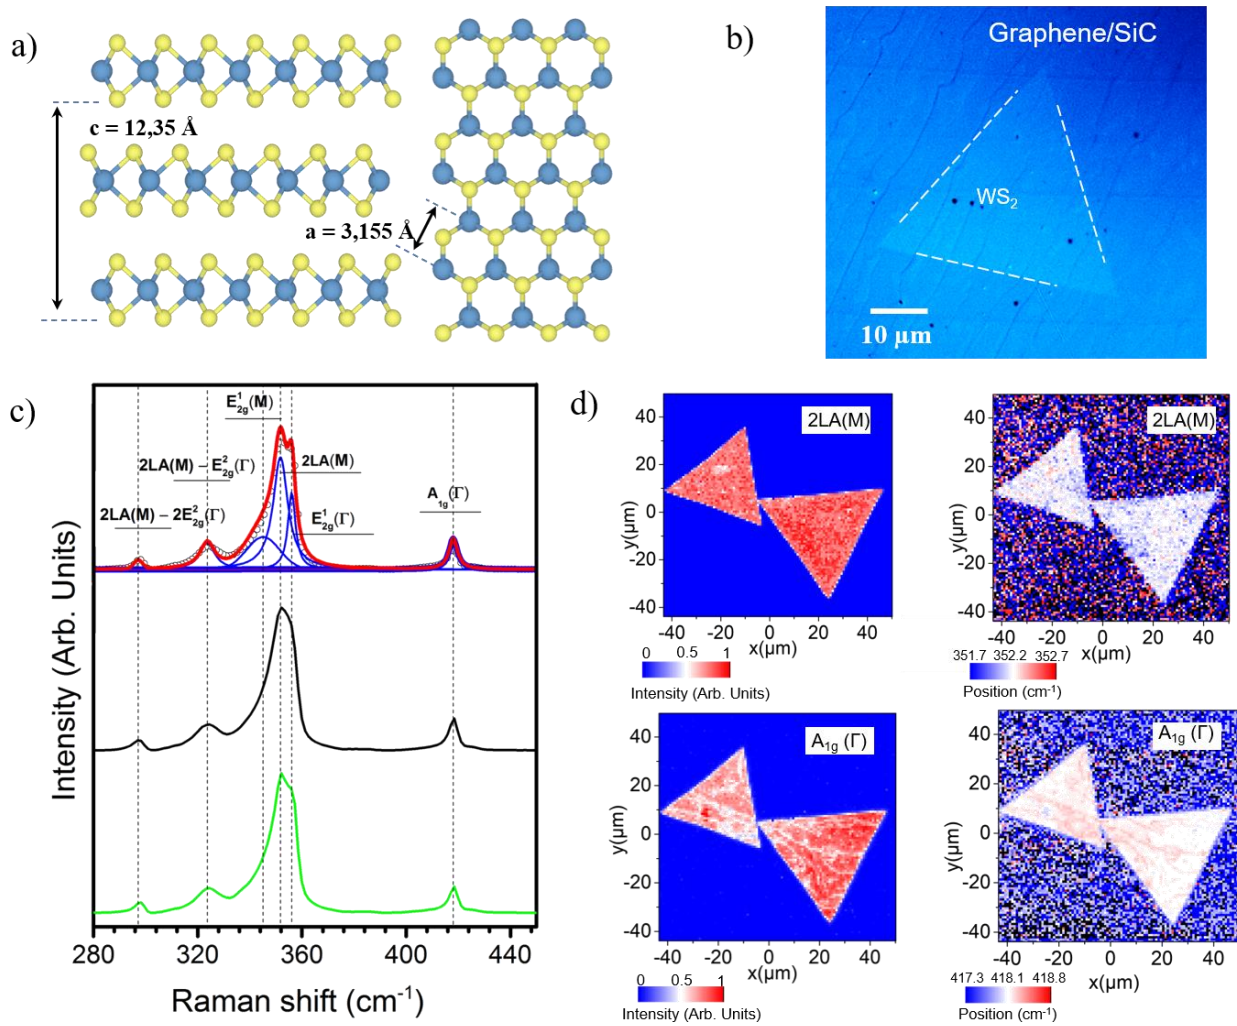 a)
c = 12,35 Å
a = 3,155 Å
b)
Graphene/SiC
WS₂
10 µm
c)
E¹₂g(M)
2LA(M) – E²₂g(Γ)
2LA(M)
2LA(M) – 2E²₂g(Γ)
E¹₂g(Γ)
A₁g(Γ)
Intensity (Arb. Units)
280 320 360 400 440
Raman shift (cm⁻¹)
d)
2LA(M)
y(µm)
40
20
0
-20
-40
-40 -20 0 20 40
x(µm)
0 0.5 1
Intensity (Arb. Units)
2LA(M)
40
20
0
-20
-40
-40 -20 0 20 40
x(µm)
351.7 352.2 352.7
Position (cm⁻¹)
A₁g (Γ)
y(µm)
40
20
0
-20
-40
-40 -20 0 20 40
x(µm)
0 0.5 1
Intensity (Arb. Units)
A₁g (Γ)
y(µm)
40
20
0
-20
-40
-40 -20 0 20 40
x(µm)
417.3 418.1 418.8
Position (cm⁻¹)